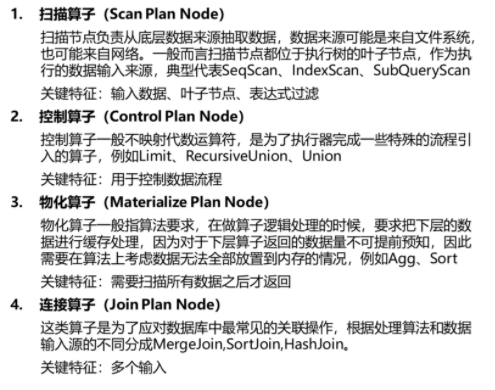 1. 扫描算子（Scan Plan Node）
扫描节点负责从底层数据来源抽取数据，数据来源可能是来自文件系统，
也可能来自网络。一般而言扫描节点都位于执行树的叶子节点，作为执
行的数据输入来源，典型代表SeqScan、IndexScan、SubQueryScan
关键特征：输入数据、叶子节点、表达式过滤
2. 控制算子（Control Plan Node）
控制算子一般不映射代数运算符，是为了执行器完成一些特殊的流程引
入的算子，例如Limit、RecursiveUnion、Union
关键特征：用于控制数据流程
3. 物化算子（Materialize Plan Node）
物化算子一般指算法要求，在做算子逻辑处理的时候，要求把下层的数
据进行缓存处理，因为对于下层算子返回的数据量不可提前预知，因此
需要在算法上考虑数据无法全部放置到内存的情况，例如Agg、Sort
关键特征：需要扫描所有数据之后才返回
4. 连接算子（Join Plan Node）
这类算子是为了应对数据库中最常见的关联操作，根据处理算法和数据
输入源的不同分成MergeJoin,SortJoin,HashJoin。
关键特征：多个输入